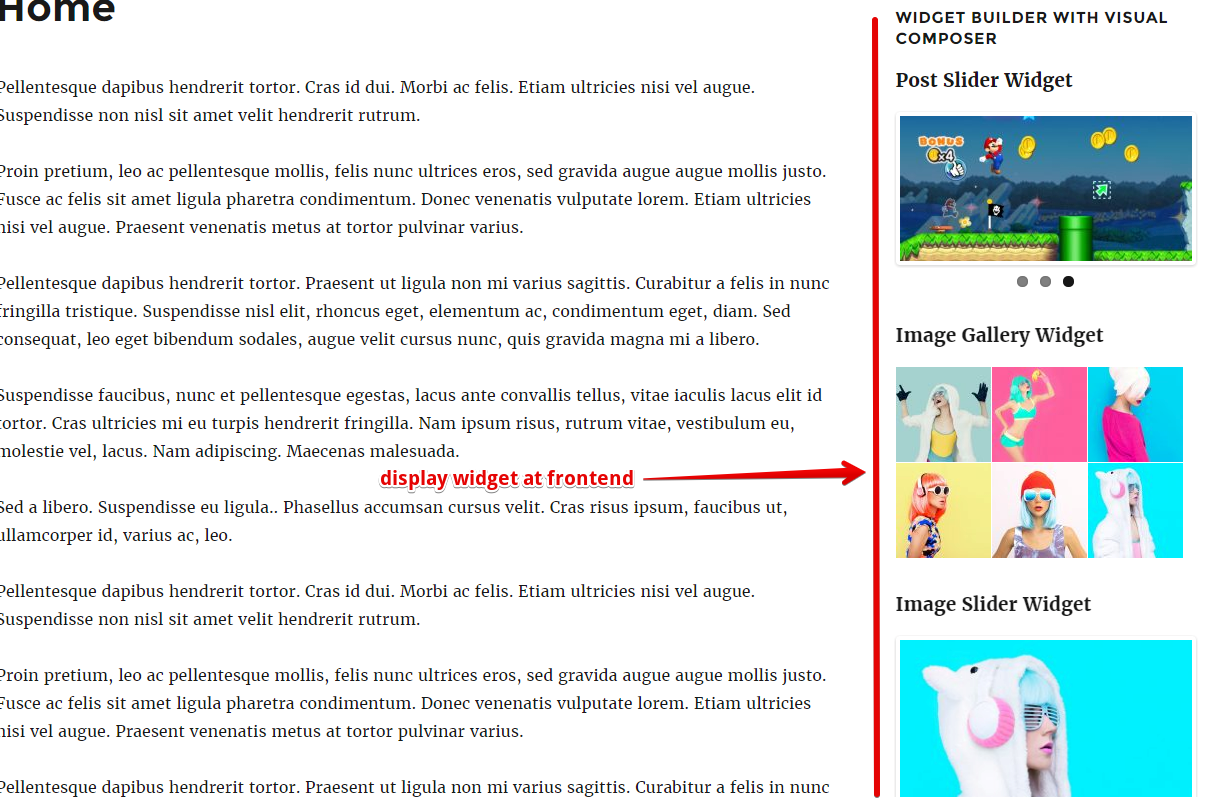 Home
Pellentesque dapibus hendrerit tortor. Cras id dui. Morbi ac felis. Etiam ultricies nisi vel augue.
Suspendisse non nisl sit amet velit hendrerit rutrum.
Proin pretium, leo ac pellentesque mollis, felis nunc ultrices eros, sed gravida augue augue mollis justo.
Fusce ac felis sit amet ligula pharetra condimentum. Donec venenatis vulputate lorem. Etiam ultricies
nisi vel augue. Praesent venenatis metus at tortor pulvinar varius.
Pellentesque dapibus hendrerit tortor. Praesent ut ligula non mi varius sagittis. Curabitur a felis in nunc
fringilla tristique. Suspendisse nisl elit, rhoncus eget, elementum ac, condimentum eget, diam. Sed
consequat, leo eget bibendum sodales, augue velit cursus nunc, quis gravida magna mi a libero.
Suspendisse faucibus, nunc et pellentesque egestas, lacus ante convallis tellus, vitae iaculis lacus elit id
tortor. Cras ultricies mi eu turpis hendrerit fringilla. Nam ipsum risus, rutrum vitae, vestibulum eu,
molestie vel, lacus. Nam adipiscing. Maecenas malesuada.
display widget at frontend
Sed a libero. Suspendisse eu ligula.. Phasellus accumsan cursus velit. Cras risus ipsum, faucibus ut,
ullamcorper id, varius ac, leo.
Pellentesque dapibus hendrerit tortor. Cras id dui. Morbi ac felis. Etiam ultricies nisi vel augue.
Suspendisse non nisl sit amet velit hendrerit rutrum.
Proin pretium, leo ac pellentesque mollis, felis nunc ultrices eros, sed gravida augue augue mollis justo.
Fusce ac felis sit amet ligula pharetra condimentum. Donec venenatis vulputate lorem. Etiam ultricies
nisi vel augue. Praesent venenatis metus at tortor pulvinar varius.
Pellentesque dapibus hendrerit tortor. Praesent ut ligula non mi varius sagittis. Curabitur a felis in nunc
WIDGET BUILDER WITH VISUAL
COMPOSER
Post Slider Widget
BONUS
x4
Image Gallery Widget
Image Slider Widget